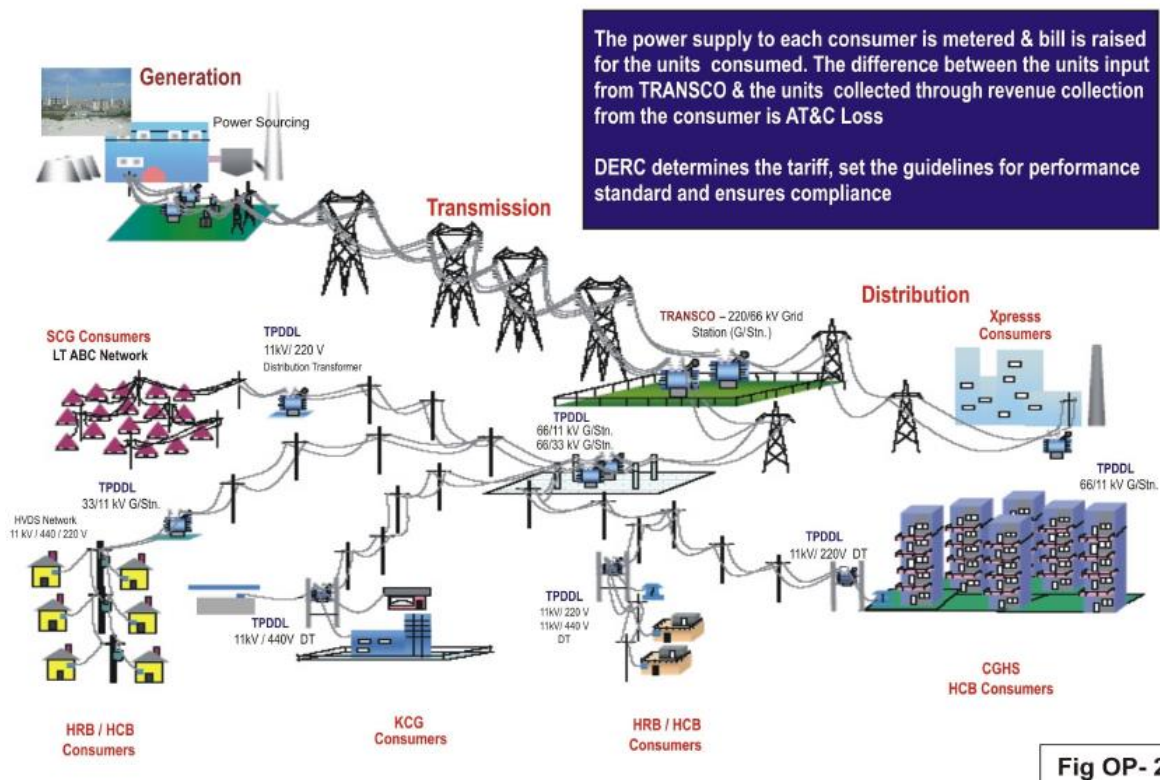 The power supply to each consumer is metered & bill is raised
for the units consumed. The difference between the units input
from TRANSCO & the units collected through revenue collection
from the consumer is AT&C Loss
DERC determines the tariff, set the guidelines for performance
standard and ensures compliance
Generation
Power Sourcing
Transmission
Distribution
TRANSCO – 220/66 kV Grid
Station (G/Stn.)
Xpresss
Consumers
SCG Consumers
LT ABC Network
TPDDL
11kV/ 220 V
Distribution Transformer
TPDDL
66/11 kV G/Stn.
66/33 kV G/Stn.
TPDDL
66/11 kV G/Stn.
TPDDL
33/11 kV G/Stn.
HVDS Network
11 kV / 440 / 220 V
TPDDL
11kV / 440V DT
TPDDL
11kV/ 220 V
11kV/ 440 V
DT
TPDDL
11kV/ 220V DT
HRB / HCB
Consumers
KCG
Consumers
HRB / HCB
Consumers
CGHS
HCB Consumers
Fig OP- 2